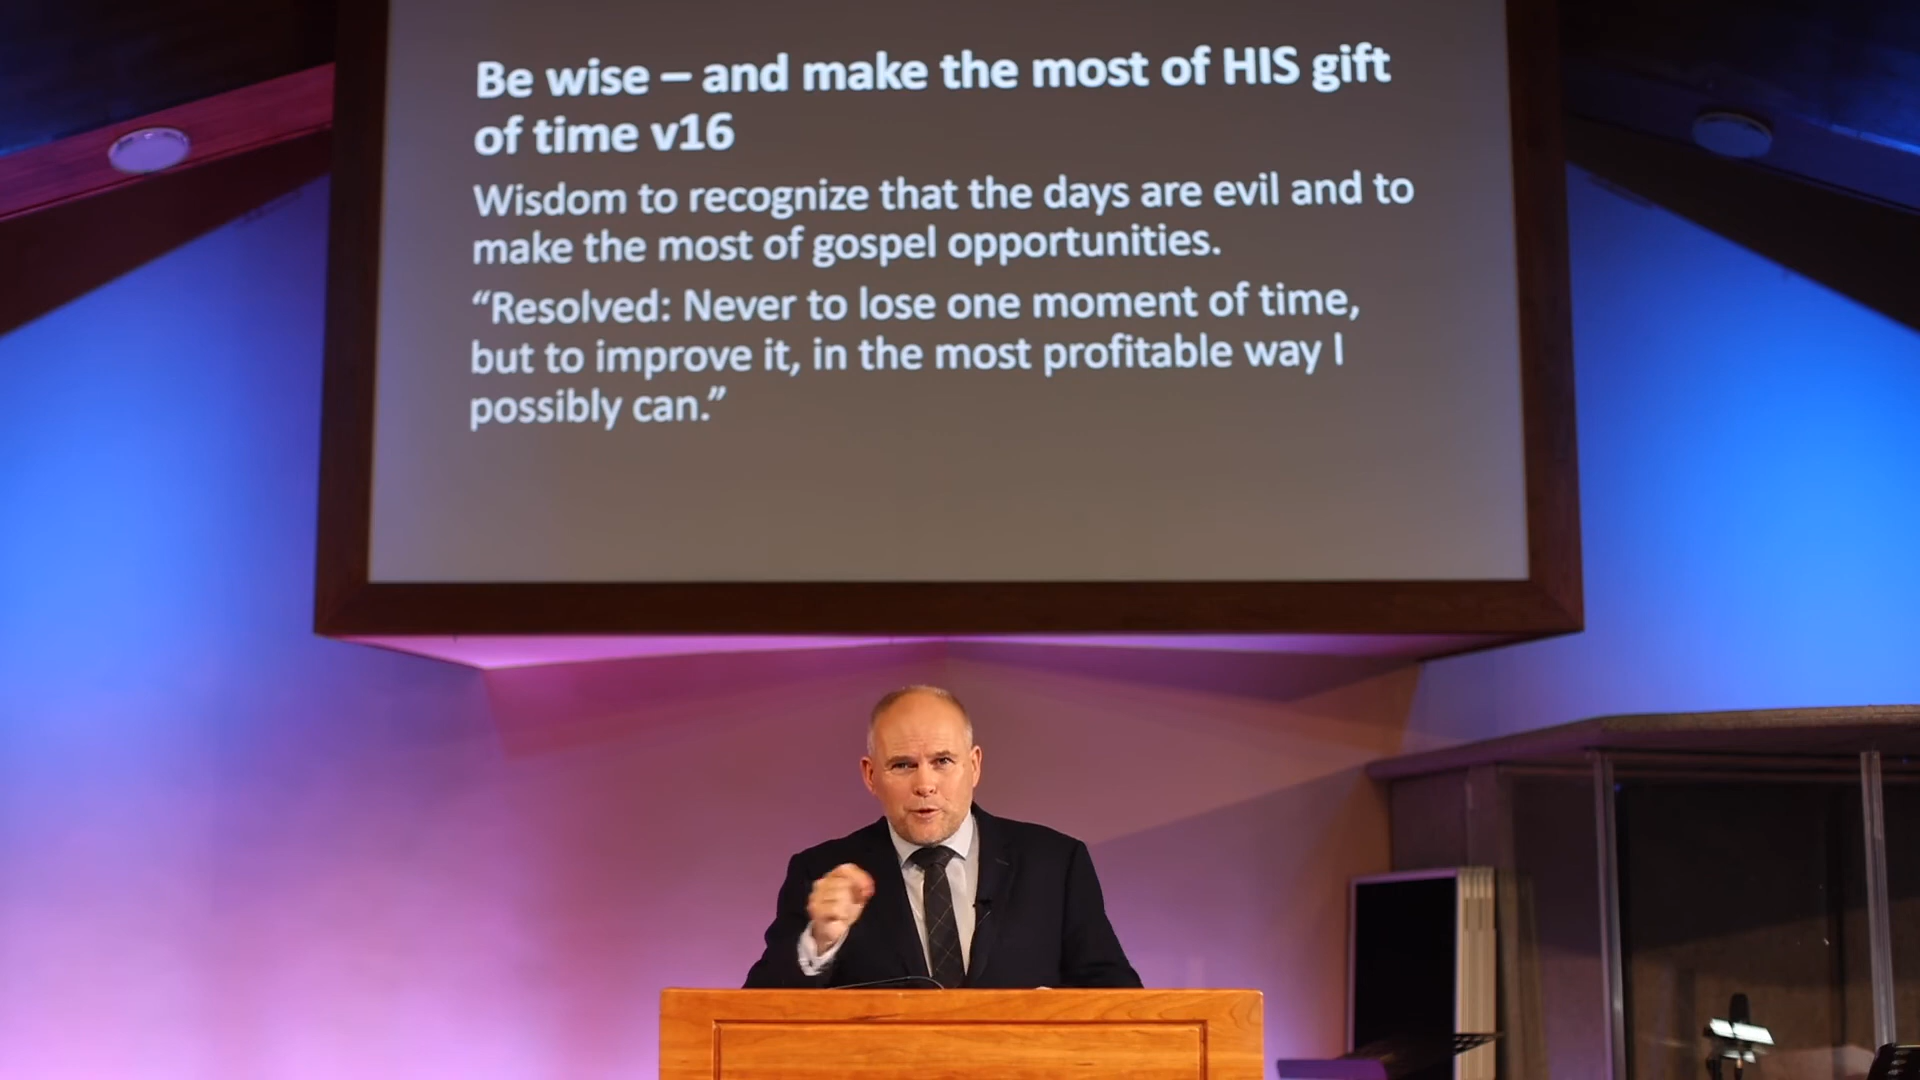 Be wise – and make the most of HIS gift
of time v16
Wisdom to recognize that the days are evil and to
make the most of gospel opportunities.
“Resolved: Never to lose one moment of time,
but to improve it, in the most profitable way I
possibly can.”